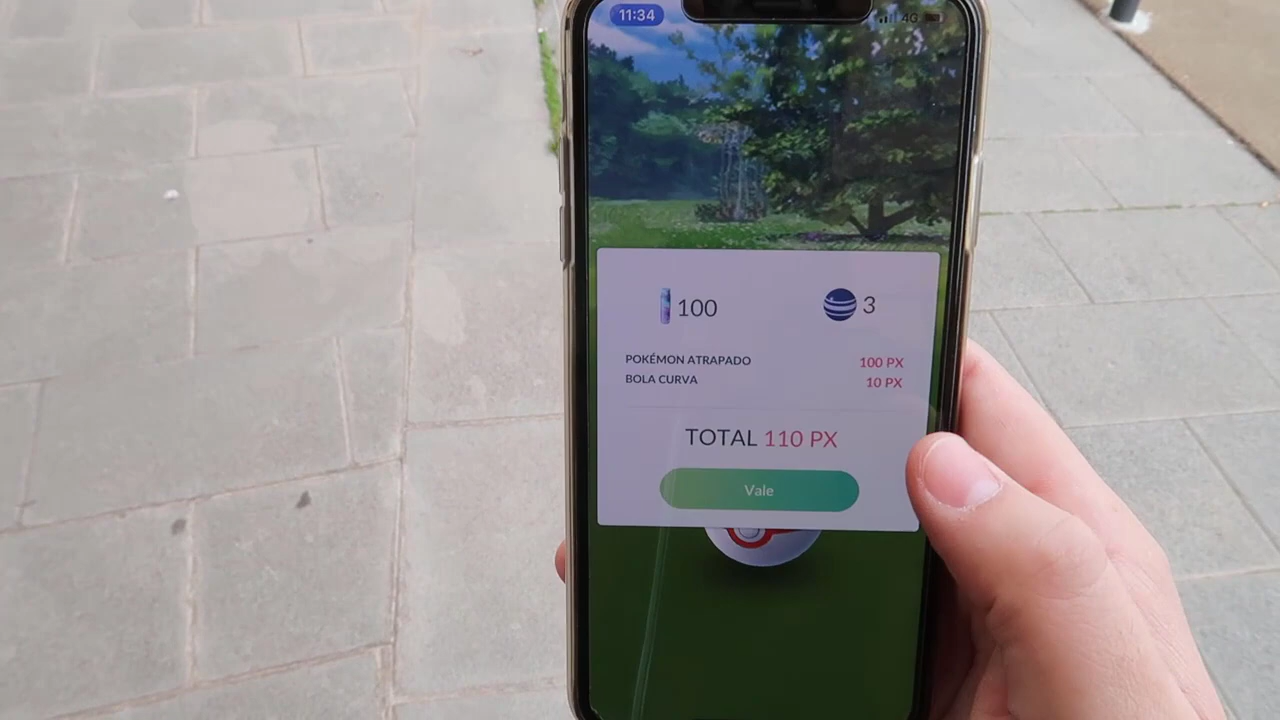 11:34 4G
100 3
POKÉMON ATRAPADO 100 PX
BOLA CURVA 10 PX
TOTAL 110 PX
Vale